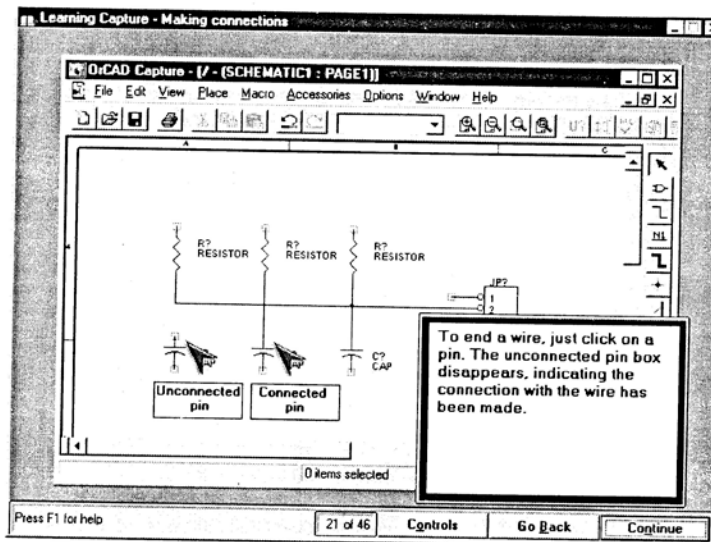 Learning Capture - Making connections
OrCAD Capture - [/ - (SCHEMATIC1 : PAGE1)]
File Edit View Place Macro Accessories Options Window Help
A B C
R?
RESISTOR
R?
RESISTOR
R?
RESISTOR
N1
JP?
1
2
C?
CAP
Unconnected
pin
Connected
pin
To end a wire, just click on a
pin. The unconnected pin box
disappears, indicating the
connection with the wire has
been made.
0 items selected
Press F1 for help
21 of 46
Controls
Go Back
Continue